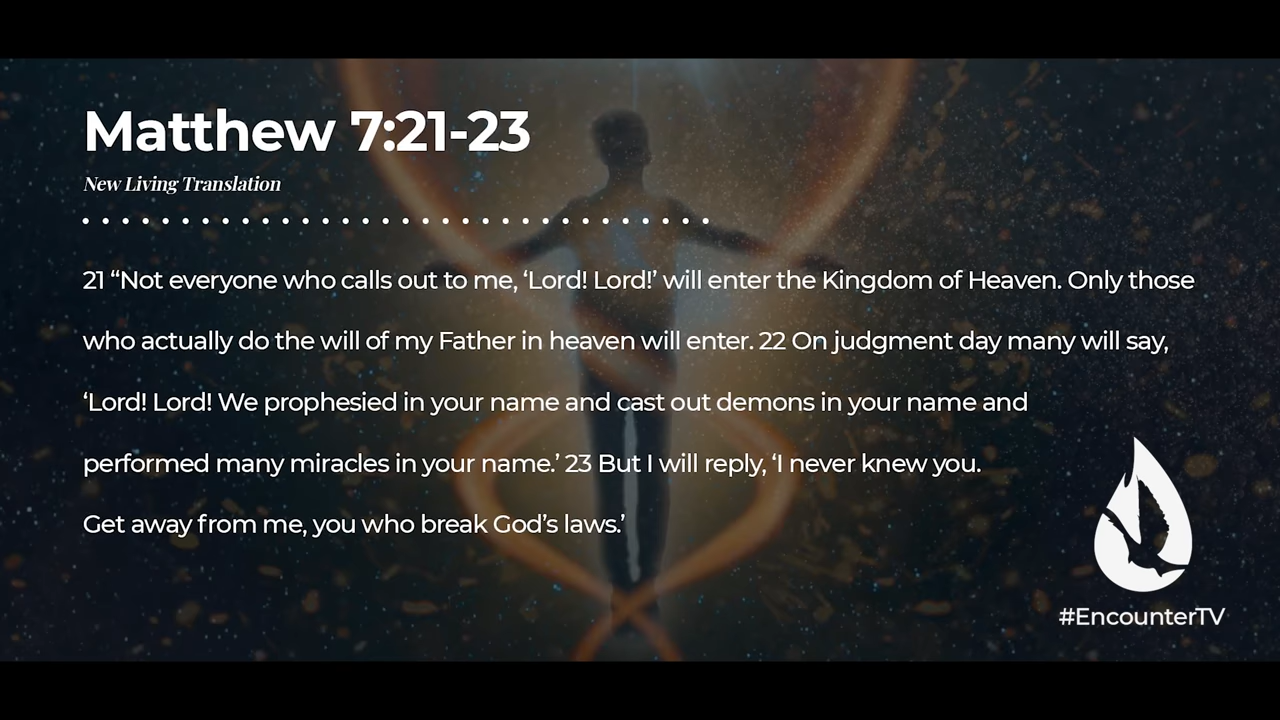 Matthew 7:21-23
New Living Translation
21 “Not everyone who calls out to me, ‘Lord! Lord!’ will enter the Kingdom of Heaven. Only those
who actually do the will of my Father in heaven will enter. 22 On judgment day many will say,
‘Lord! Lord! We prophesied in your name and cast out demons in your name and
performed many miracles in your name.’ 23 But I will reply, ‘I never knew you.
Get away from me, you who break God’s laws.’
#EncounterTV